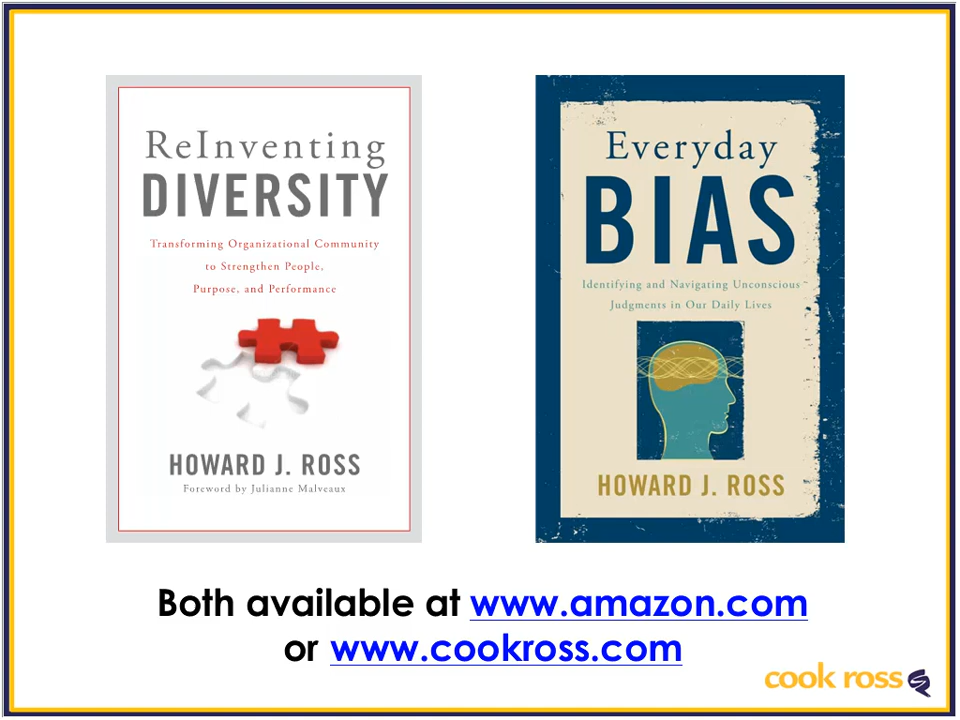 ReInventing
DIVERSITY
Transforming Organizational Community
to Strengthen People,
Purpose, and Performance
HOWARD J. ROSS
Foreword by Julianne Malveaux
Everyday
BIAS
Identifying and Navigating Unconscious
Judgments in Our Daily Lives
HOWARD J. ROSS
Both available at www.amazon.com
or www.cookross.com
cook ross